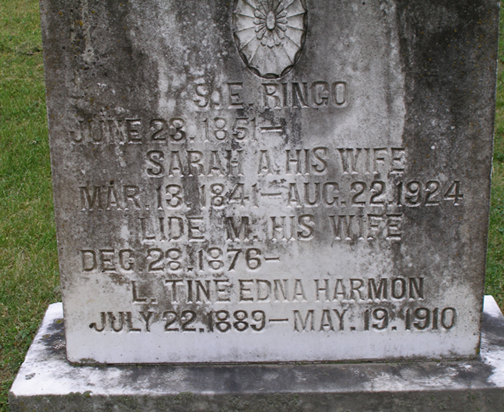 S. E. RINGO
JUNE 23. 1851 –
SARAH A. HIS WIFE
MAR. 13. 1841 – AUG. 22. 1924
LIDE M. HIS WIFE
DEC. 28. 1876 –
L. TINE EDNA HARMON
JULY 22. 1889 – MAY. 19. 1910